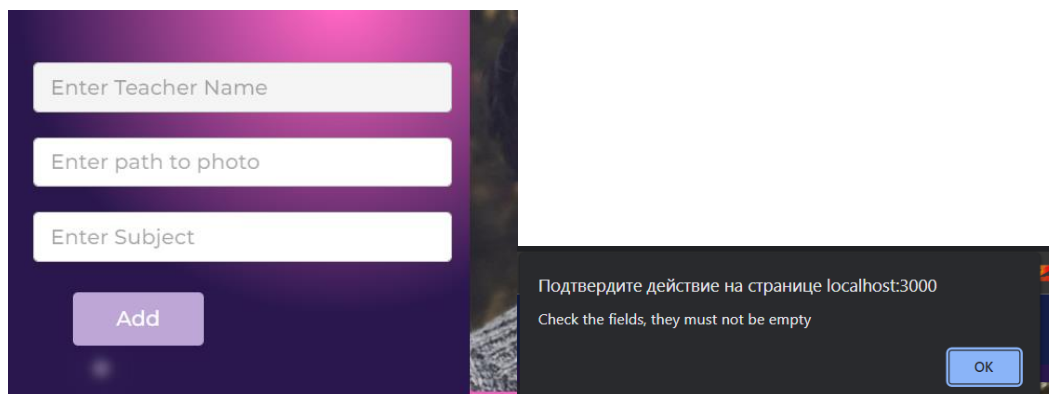 Enter Teacher Name
Enter path to photo
Enter Subject
Add
Подтвердите действие на странице localhost:3000
Check the fields, they must not be empty
ОК